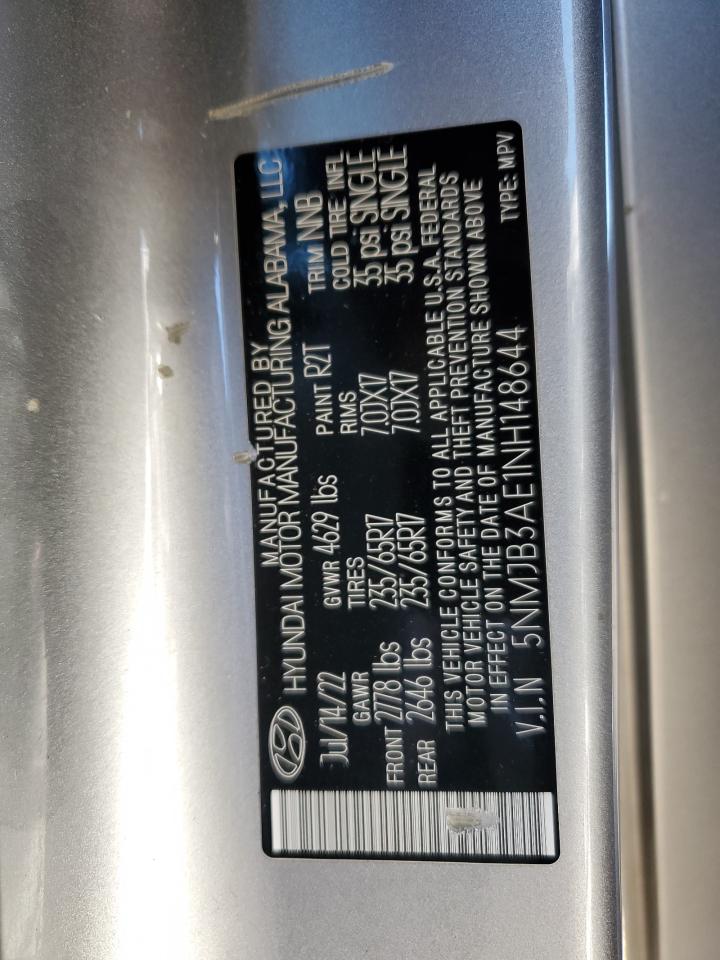 MANUFACTURED BY
HYUNDAI MOTOR MANUFACTURING ALABAMA, LLC
Jul/14/22 GVWR 4629 lbs PAINT R2T TRIM NNB
GAWR TIRES RIMS COLD TIRE INFL
FRONT 2778 lbs 235/65R17 7.0JX17 35 psi SINGLE
REAR 2646 lbs 235/65R17 7.0JX17 35 psi SINGLE
THIS VEHICLE CONFORMS TO ALL APPLICABLE U.S.A. FEDERAL
MOTOR VEHICLE SAFETY AND THEFT PREVENTION STANDARDS
IN EFFECT ON THE DATE OF MANUFACTURE SHOWN ABOVE
V.I.N 5NMJB3AE1NH148644 TYPE: MPV